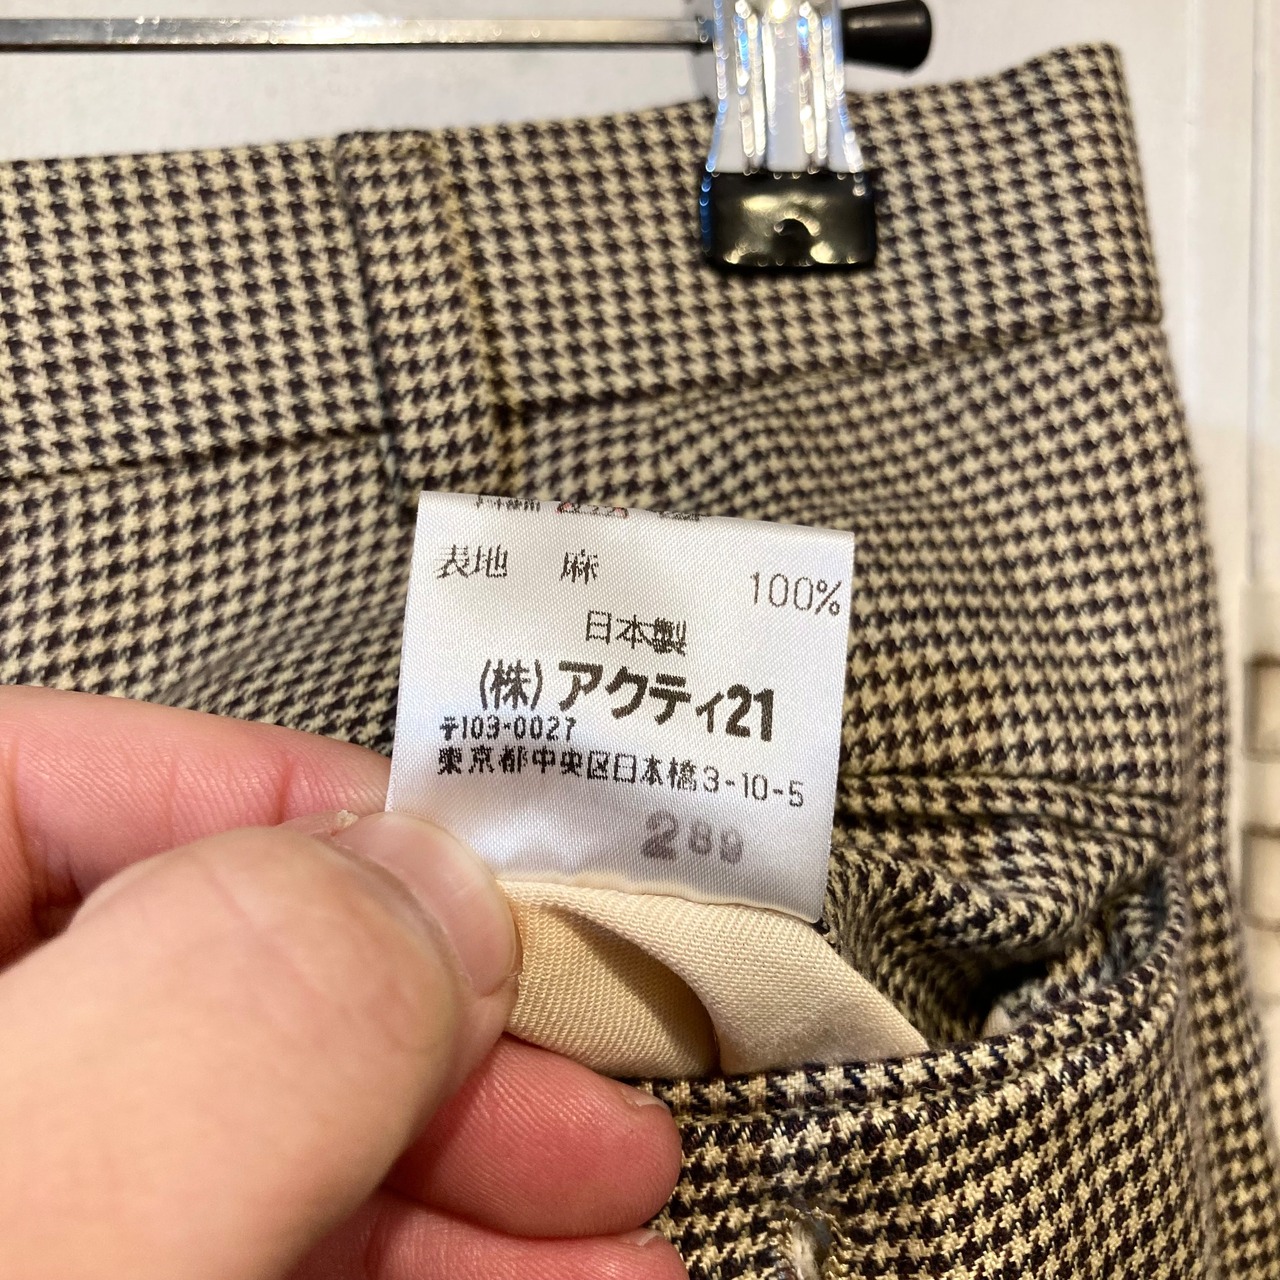 表地 麻 100%
日本製
(株)アクティ21
〒103-0027
東京都中央区日本橋3-10-5
289